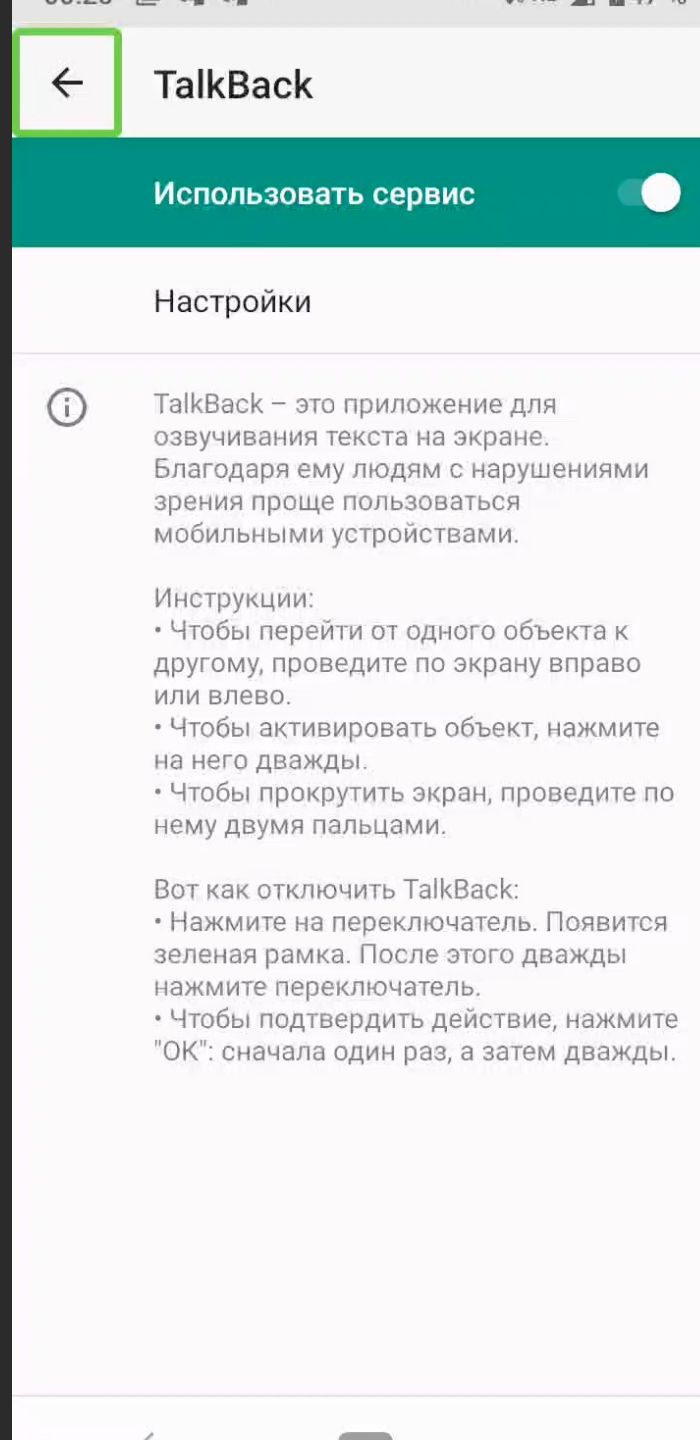 TalkBack
Использовать сервис
Настройки
TalkBack – это приложение для
озвучивания текста на экране.
Благодаря ему людям с нарушениями
зрения проще пользоваться
мобильными устройствами.
Инструкции:
• Чтобы перейти от одного объекта к
другому, проведите по экрану вправо
или влево.
• Чтобы активировать объект, нажмите
на него дважды.
• Чтобы прокрутить экран, проведите по
нему двумя пальцами.
Вот как отключить TalkBack:
• Нажмите на переключатель. Появится
зеленая рамка. После этого дважды
нажмите переключатель.
• Чтобы подтвердить действие, нажмите
"ОК": сначала один раз, а затем дважды.